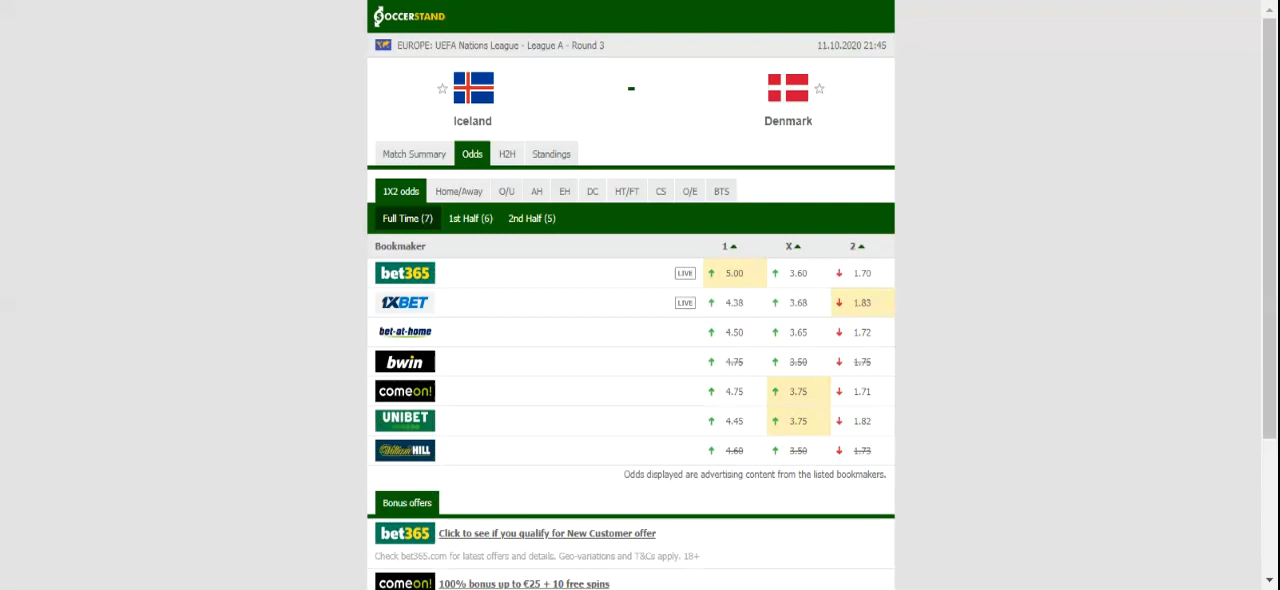 SOCCERSTAND
EUROPE: UEFA Nations League - League A - Round 3 11.10.2020 21:45
-
Iceland Denmark
Match Summary Odds H2H Standings
1X2 odds Home/Away O/U AH EH DC HT/FT CS O/E BTS
Full Time (7) 1st Half (6) 2nd Half (5)
Bookmaker 1 X 2
bet365 LIVE 5.00 3.60 1.70
1XBET LIVE 4.38 3.68 1.83
bet-at-home 4.50 3.65 1.72
bwin 4.75 3.50 1.75
comeon! 4.75 3.75 1.71
UNIBET 4.45 3.75 1.82
William HILL 4.60 3.50 1.73
Odds displayed are advertising content from the listed bookmakers.
Bonus offers
bet365 Click to see if you qualify for New Customer offer
Check bet365.com for latest offers and details. Geo-variations and T&Cs apply. 18+
comeon! 100% bonus up to €25 + 10 free spins